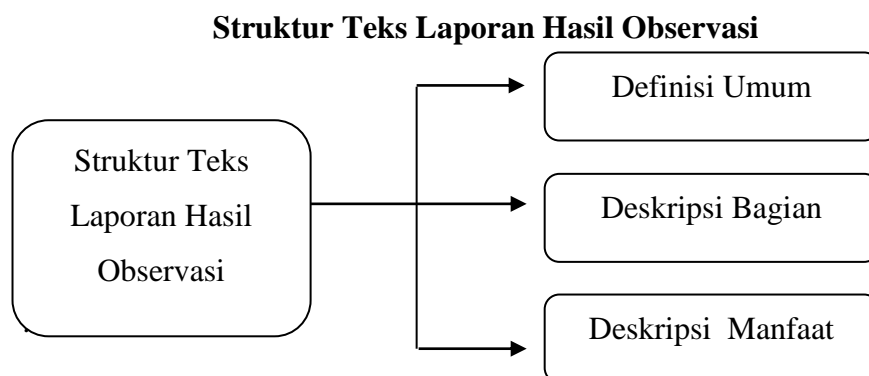 Struktur Teks Laporan Hasil Observasi
Struktur Teks
Laporan Hasil
Observasi
.
Definisi Umum
Deskripsi Bagian
Deskripsi Manfaat